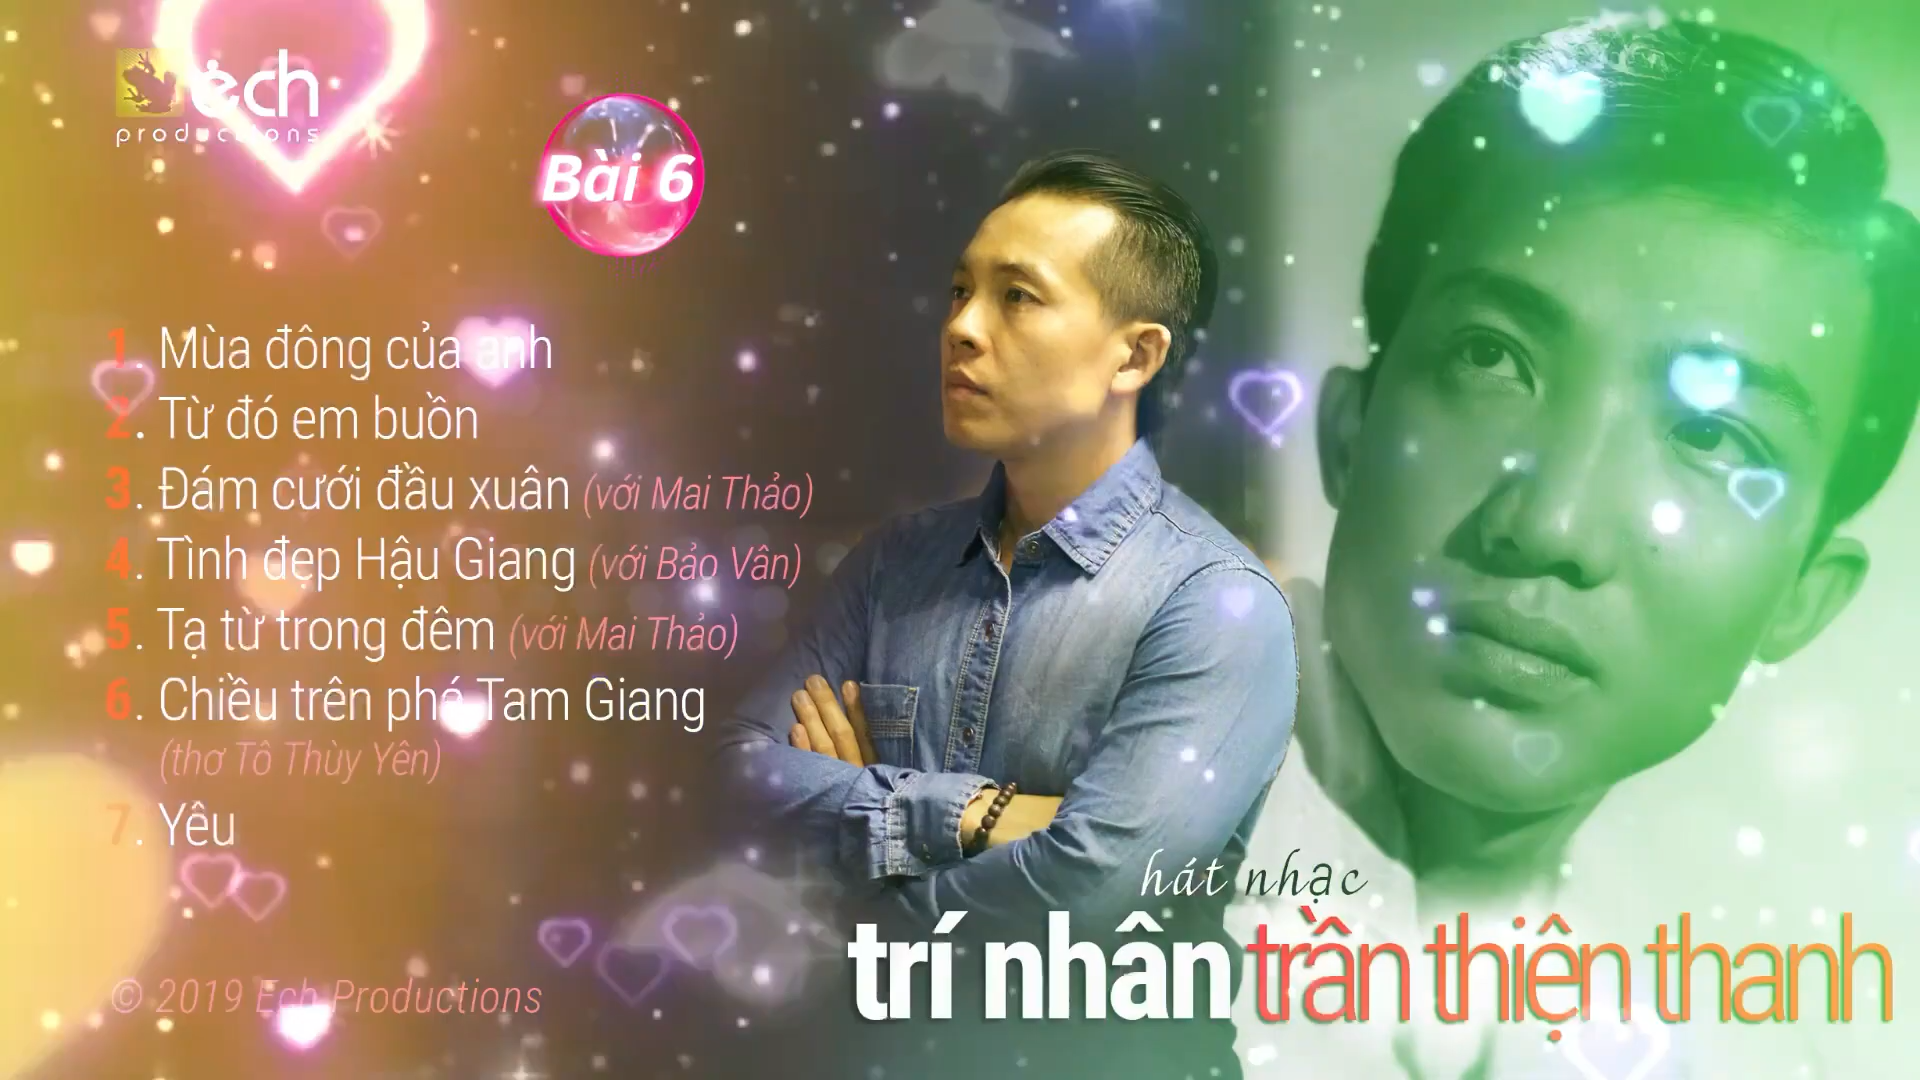 ech
productions
Bài 6
1. Mùa đông của anh
2. Từ đó em buồn
3. Đám cưới đầu xuân (với Mai Thảo)
4. Tình đẹp Hậu Giang (với Bảo Vân)
5. Tạ từ trong đêm (với Mai Thảo)
6. Chiều trên phá Tam Giang
(thơ Tô Thùy Yên)
7. Yêu
hát nhạc
trí nhân trần thiện thanh
© 2019 Ech Productions